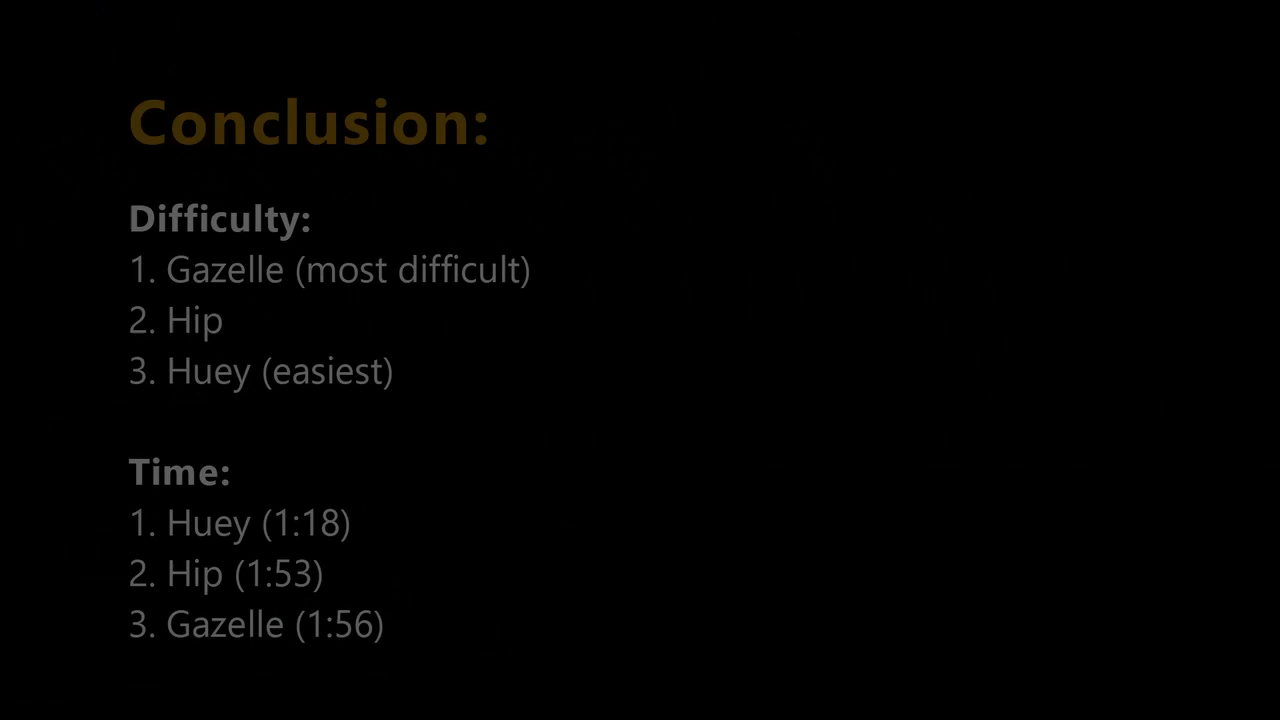 Conclusion:
Difficulty:
1. Gazelle (most difficult)
2. Hip
3. Huey (easiest)
Time:
1. Huey (1:18)
2. Hip (1:53)
3. Gazelle (1:56)